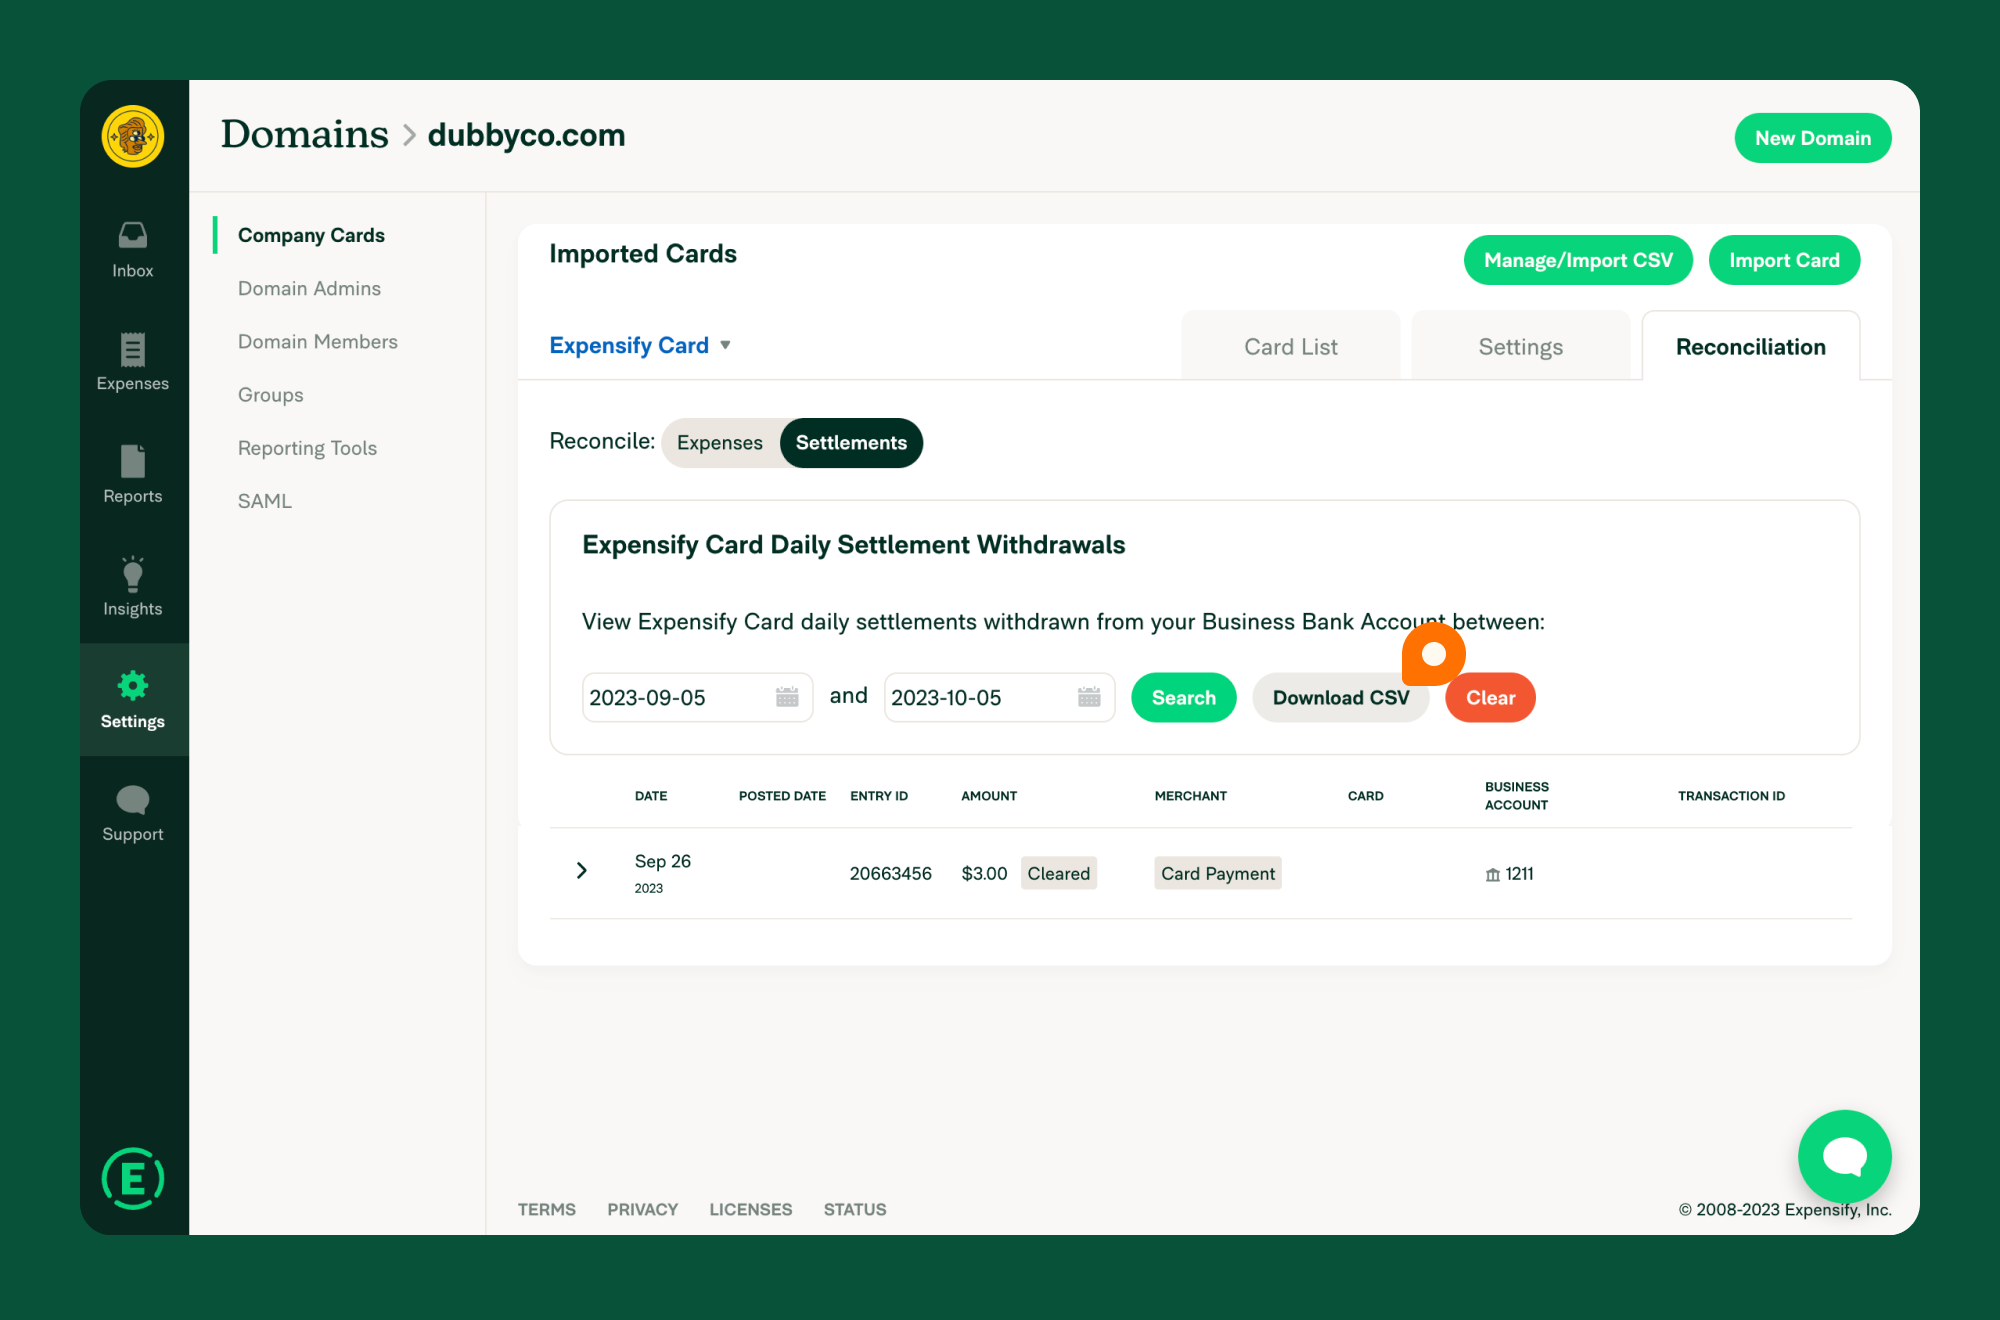 Domains > dubbyco.com
New Domain
Inbox
Expenses
Reports
Insights
Settings
Support
E
Company Cards
Domain Admins
Domain Members
Groups
Reporting Tools
SAML
Imported Cards
Manage/Import CSV
Import Card
Expensify Card
Card List
Settings
Reconciliation
Reconcile: Expenses Settlements
Expensify Card Daily Settlement Withdrawals
View Expensify Card daily settlements withdrawn from your Business Bank Account between:
2023-09-05 and 2023-10-05 Search Download CSV Clear
DATE POSTED DATE ENTRY ID AMOUNT MERCHANT CARD BUSINESS ACCOUNT TRANSACTION ID
Sep 26 2023 20663456 $3.00 Cleared Card Payment 1211
TERMS PRIVACY LICENSES STATUS
© 2008-2023 Expensify, Inc.